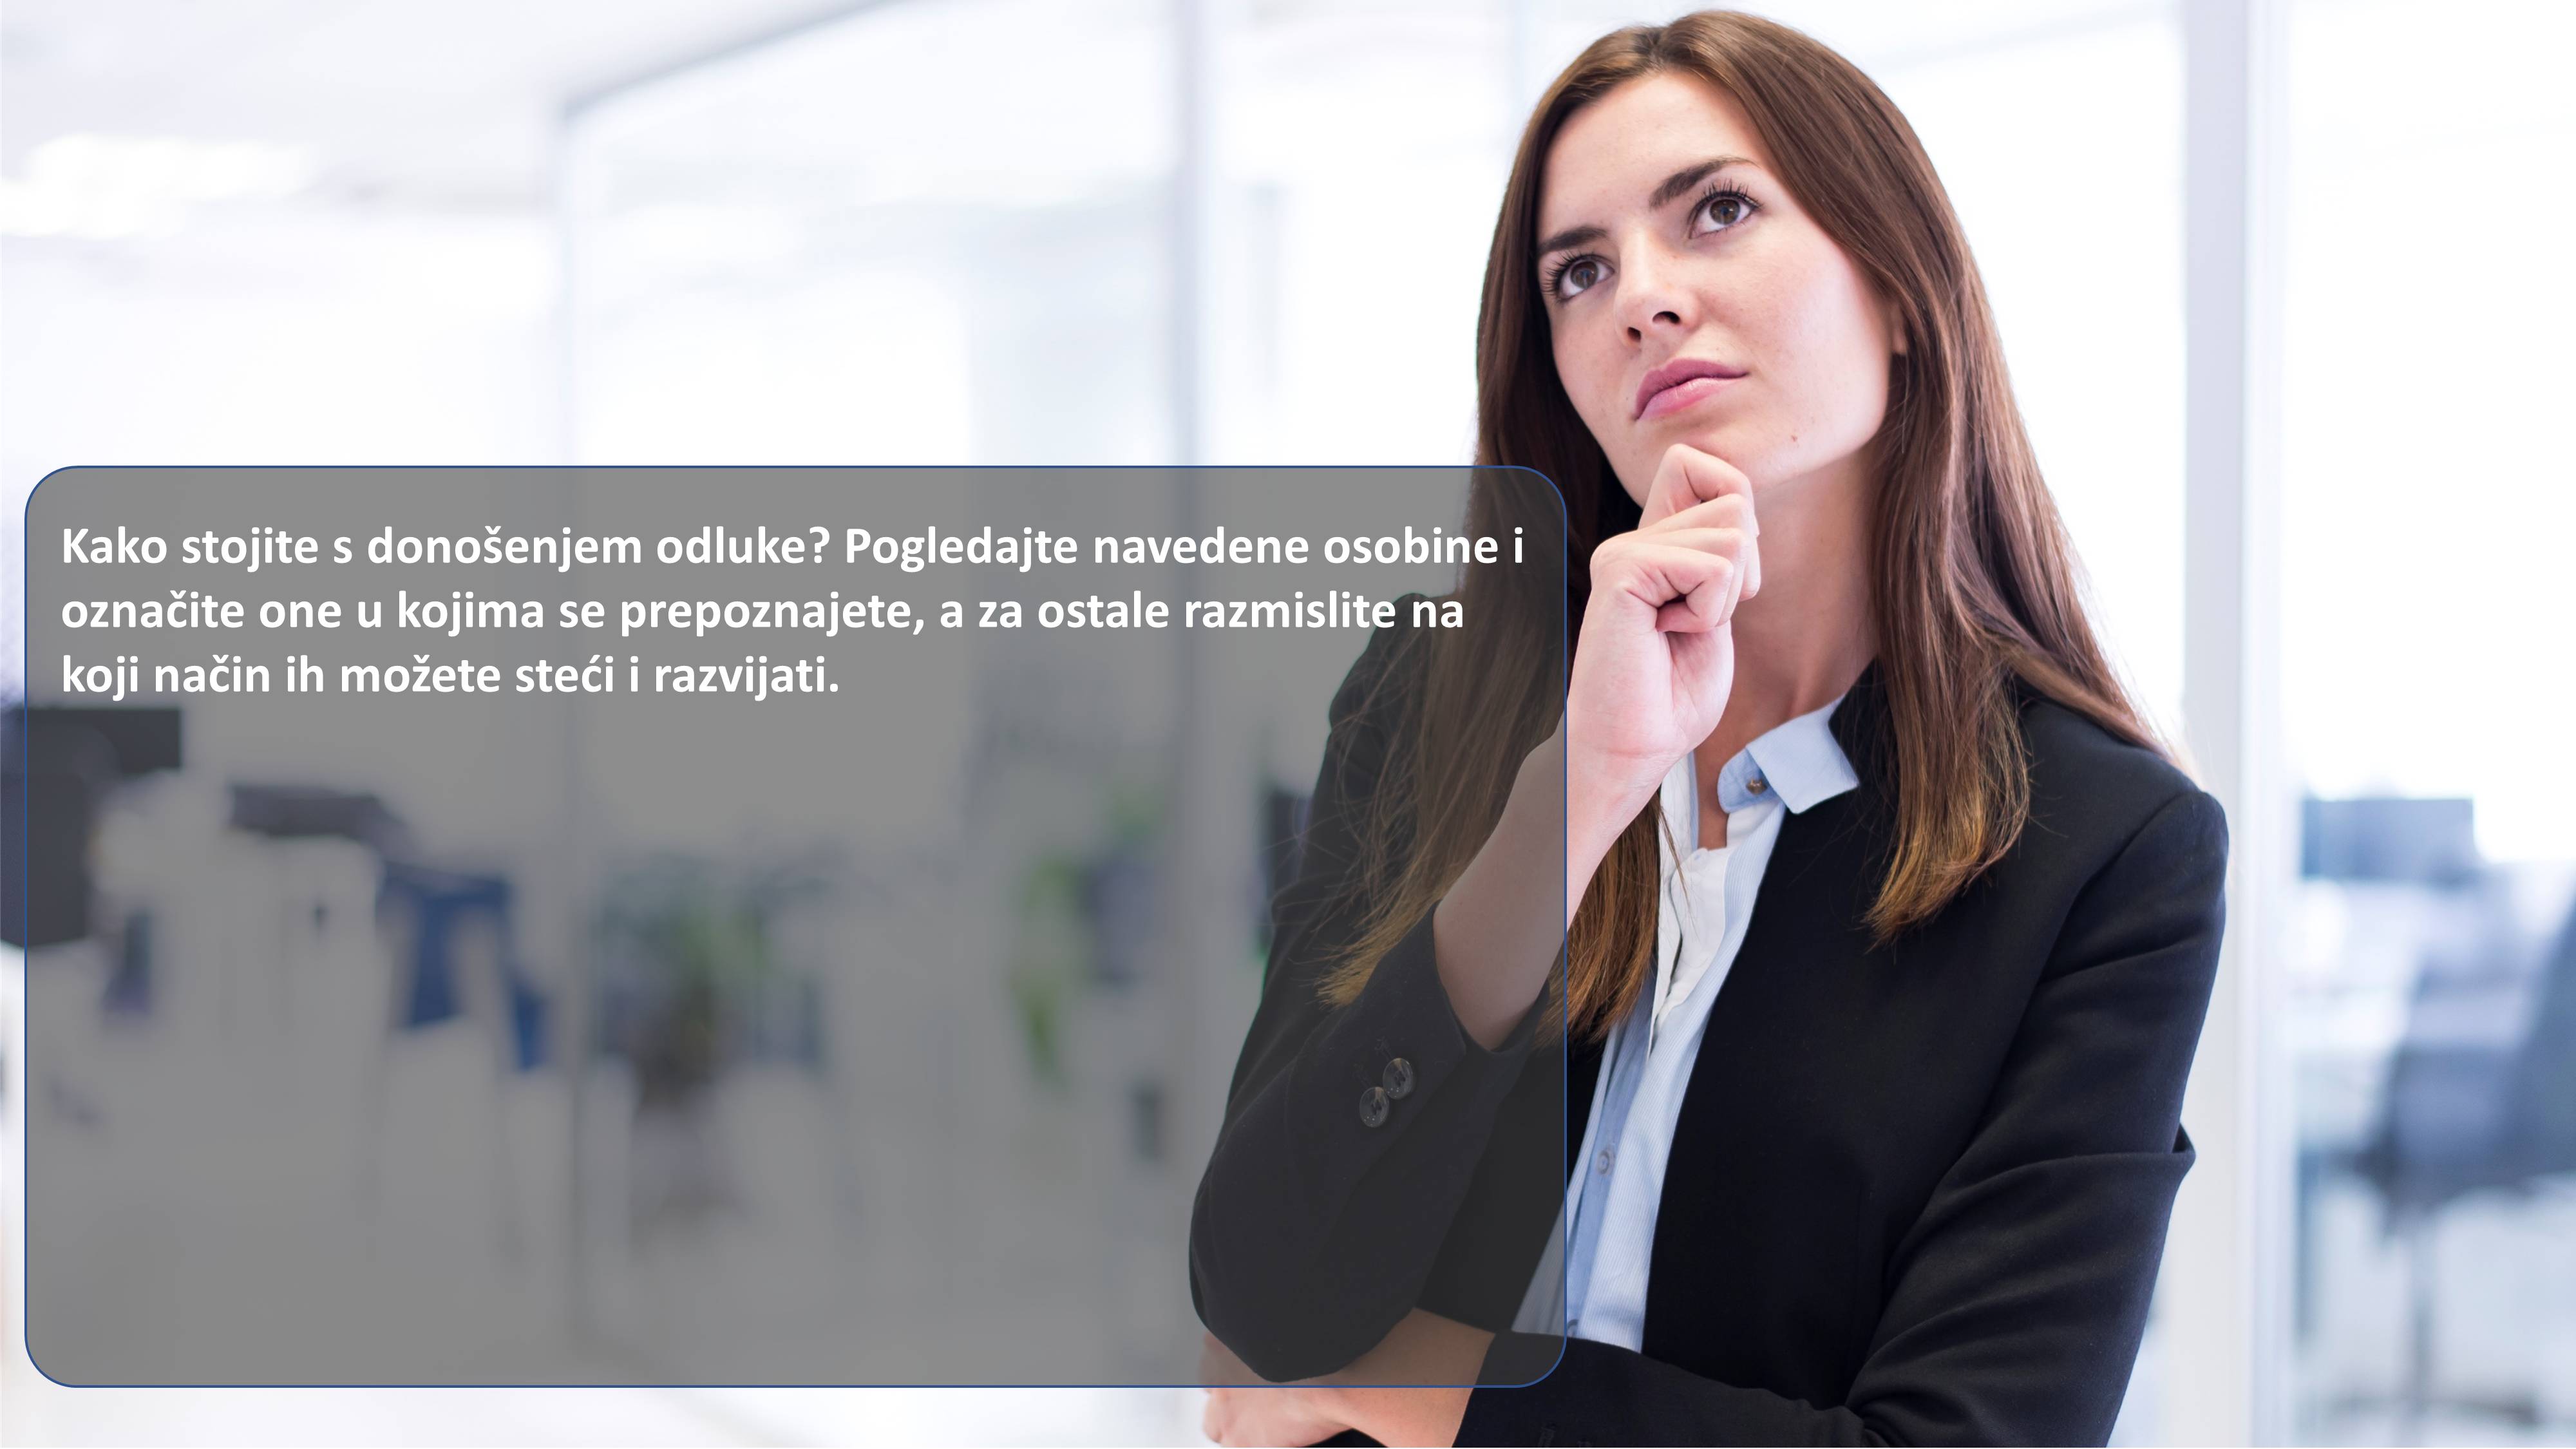 Kako stojite s donošenjem odluke? Pogledajte navedene osobine i
označite one u kojima se prepoznajete, a za ostale razmislite na
koji način ih možete steći i razvijati.